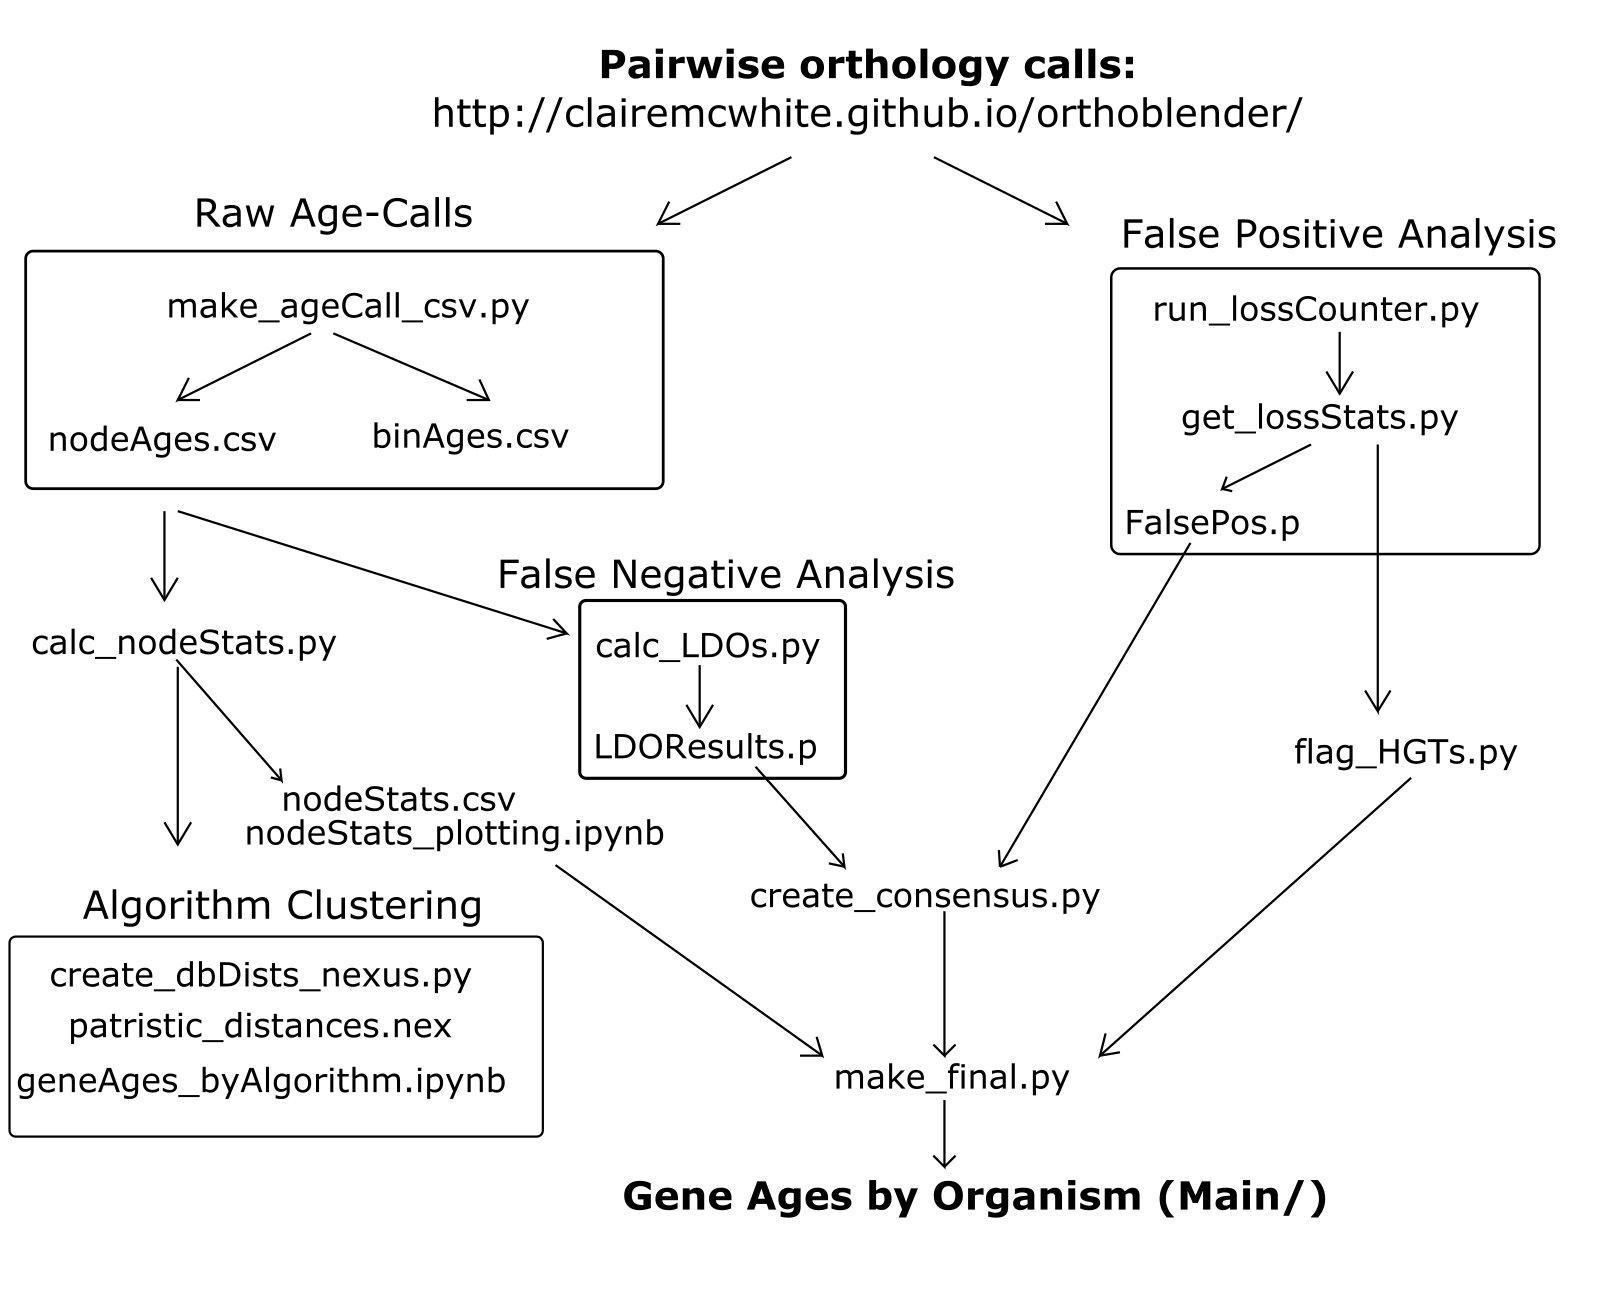 Pairwise orthology calls:
http://clairemcwhite.github.io/orthoblender/
Raw Age-Calls
make_ageCall_csv.py
nodeAges.csv
binAges.csv
False Positive Analysis
run_lossCounter.py
get_lossStats.py
FalsePos.p
calc_nodeStats.py
False Negative Analysis
calc_LDOs.py
LDOResults.p
flag_HGTs.py
nodeStats.csv
nodeStats_plotting.ipynb
create_consensus.py
Algorithm Clustering
create_dbDists_nexus.py
patristic_distances.nex
geneAges_byAlgorithm.ipynb
make_final.py
Gene Ages by Organism (Main/)